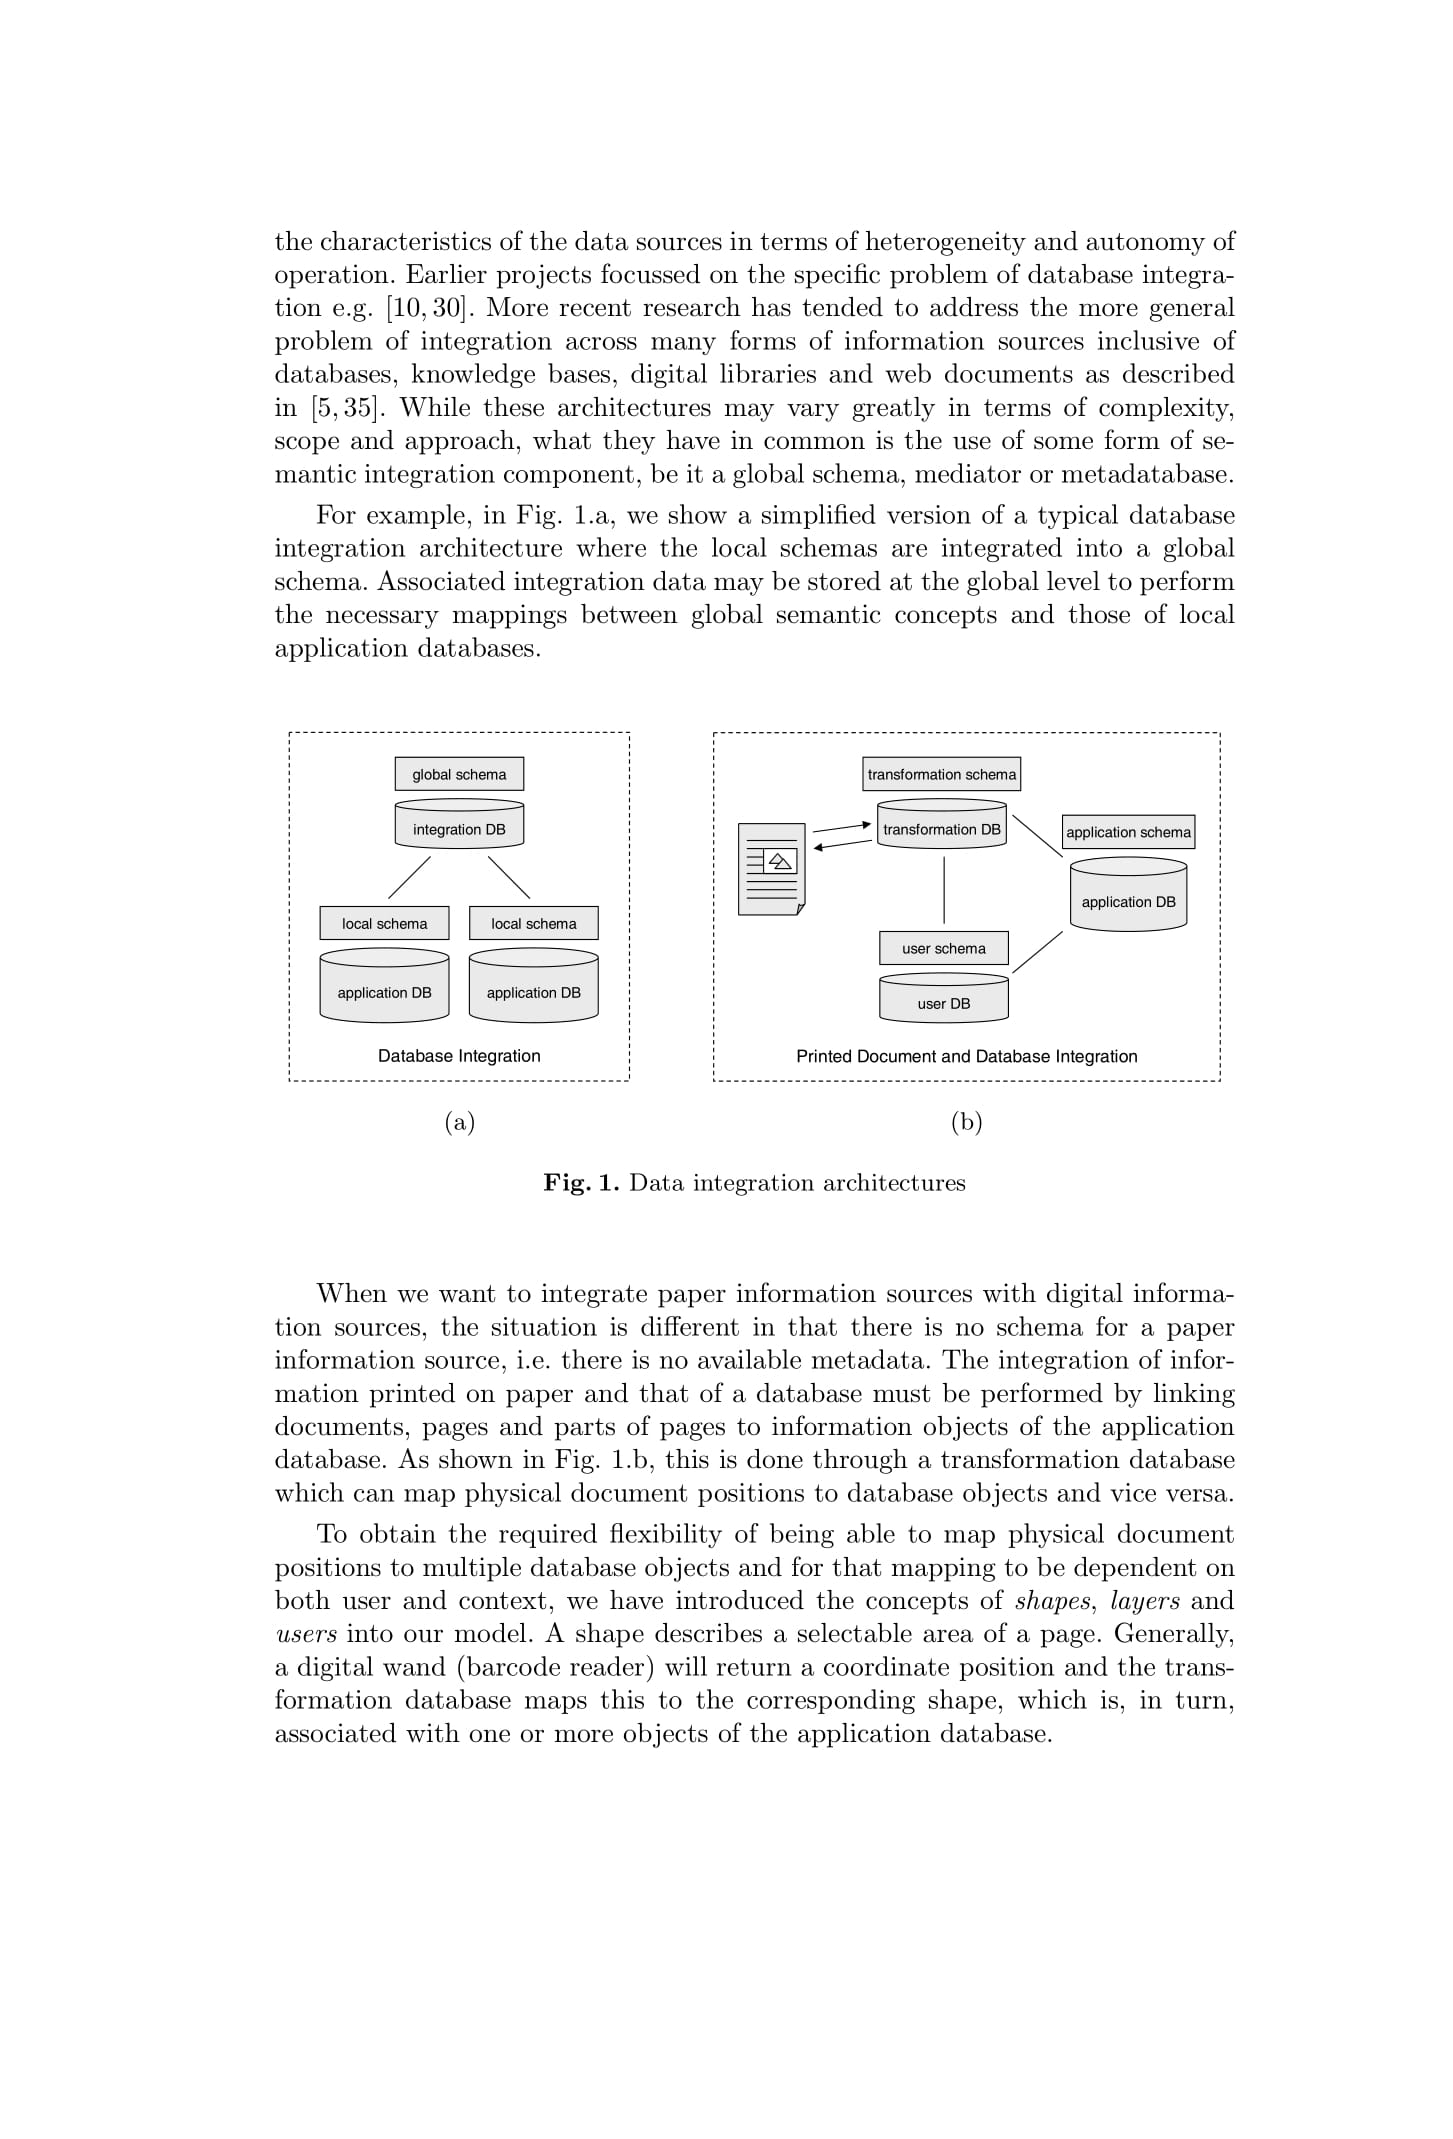 the characteristics of the data sources in terms of heterogeneity and autonomy of
operation. Earlier projects focussed on the specific problem of database integra-
tion e.g. [10, 30]. More recent research has tended to address the more general
problem of integration across many forms of information sources inclusive of
databases, knowledge bases, digital libraries and web documents as described
in [5, 35]. While these architectures may vary greatly in terms of complexity,
scope and approach, what they have in common is the use of some form of se-
mantic integration component, be it a global schema, mediator or metadatabase.
For example, in Fig. 1.a, we show a simplified version of a typical database
integration architecture where the local schemas are integrated into a global
schema. Associated integration data may be stored at the global level to perform
the necessary mappings between global semantic concepts and those of local
application databases.
global schema
integration DB
local schema
local schema
application DB
application DB
Database Integration
(a)
transformation schema
transformation DB
application schema
application DB
user schema
user DB
Printed Document and Database Integration
(b)
Fig. 1. Data integration architectures
When we want to integrate paper information sources with digital informa-
tion sources, the situation is different in that there is no schema for a paper
information source, i.e. there is no available metadata. The integration of infor-
mation printed on paper and that of a database must be performed by linking
documents, pages and parts of pages to information objects of the application
database. As shown in Fig. 1.b, this is done through a transformation database
which can map physical document positions to database objects and vice versa.
To obtain the required flexibility of being able to map physical document
positions to multiple database objects and for that mapping to be dependent on
both user and context, we have introduced the concepts of shapes, layers and
users into our model. A shape describes a selectable area of a page. Generally,
a digital wand (barcode reader) will return a coordinate position and the trans-
formation database maps this to the corresponding shape, which is, in turn,
associated with one or more objects of the application database.